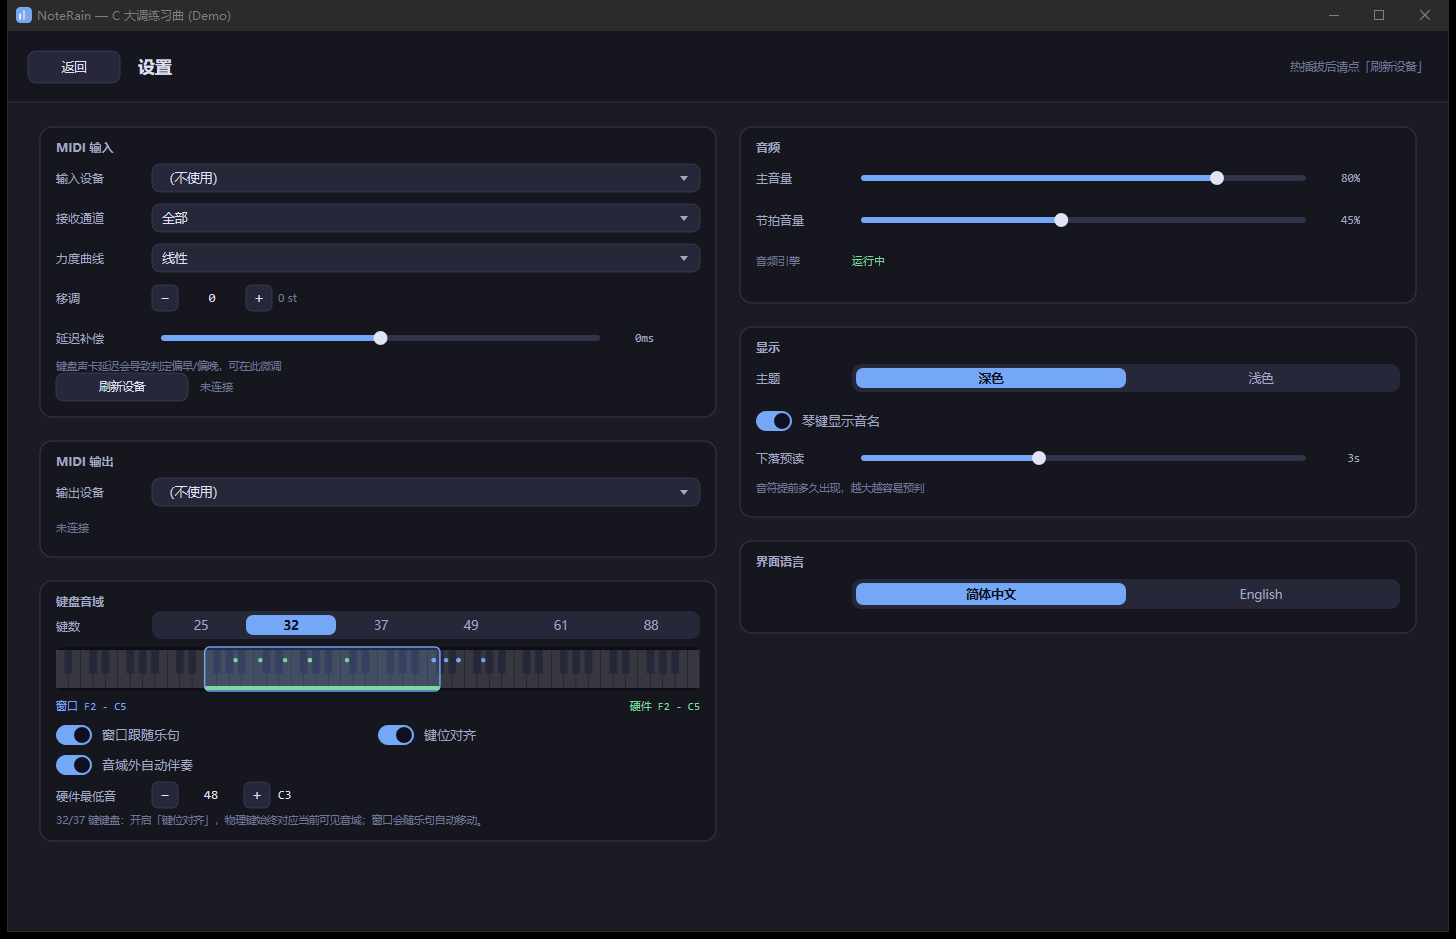 NoteRain — C 大调练习曲 (Demo)
返回
设置
热插拔后请点「刷新设备」
MIDI 输入
输入设备
(不使用)
接收通道
全部
力度曲线
线性
移调
−
0
+
0 st
延迟补偿
0ms
键盘声卡延迟会导致判定偏早/偏晚，可在此微调
刷新设备
未连接
MIDI 输出
输出设备
(不使用)
未连接
键盘音域
键数
25
32
37
49
61
88
窗口 F2 - C5
硬件 F2 - C5
窗口跟随乐句
键位对齐
音域外自动伴奏
硬件最低音
−
48
+
C3
32/37 键键盘：开启「键位对齐」，物理键始终对应当前可见音域；窗口会随乐句自动移动。
音频
主音量
80%
节拍音量
45%
音频引擎
运行中
显示
主题
深色
浅色
琴键显示音名
下落预读
3s
音符提前多久出现，越大越容易预判
界面语言
简体中文
English